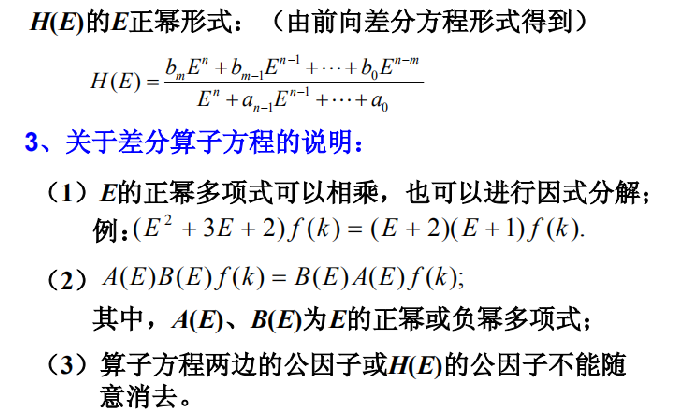 H(E)的E正幂形式：（由前向差分方程形式得到）
H(E) = \frac{b_m E^n + b_{m-1} E^{n-1} + ⋯ + b_0 E^{n-m}}{E^n + a_{n-1} E^{n-1} + ⋯ + a_0}
3、关于差分算子方程的说明：
（1）E的正幂多项式可以相乘，也可以进行因式分解；
例：(E² + 3E + 2) f (k) = (E + 2)(E + 1) f (k).
（2）A(E)B(E) f (k) = B(E)A(E) f (k);
其中，A(E)、B(E)为E的正幂或负幂多项式；
（3）算子方程两边的公因子或H(E)的公因子不能随
意消去。